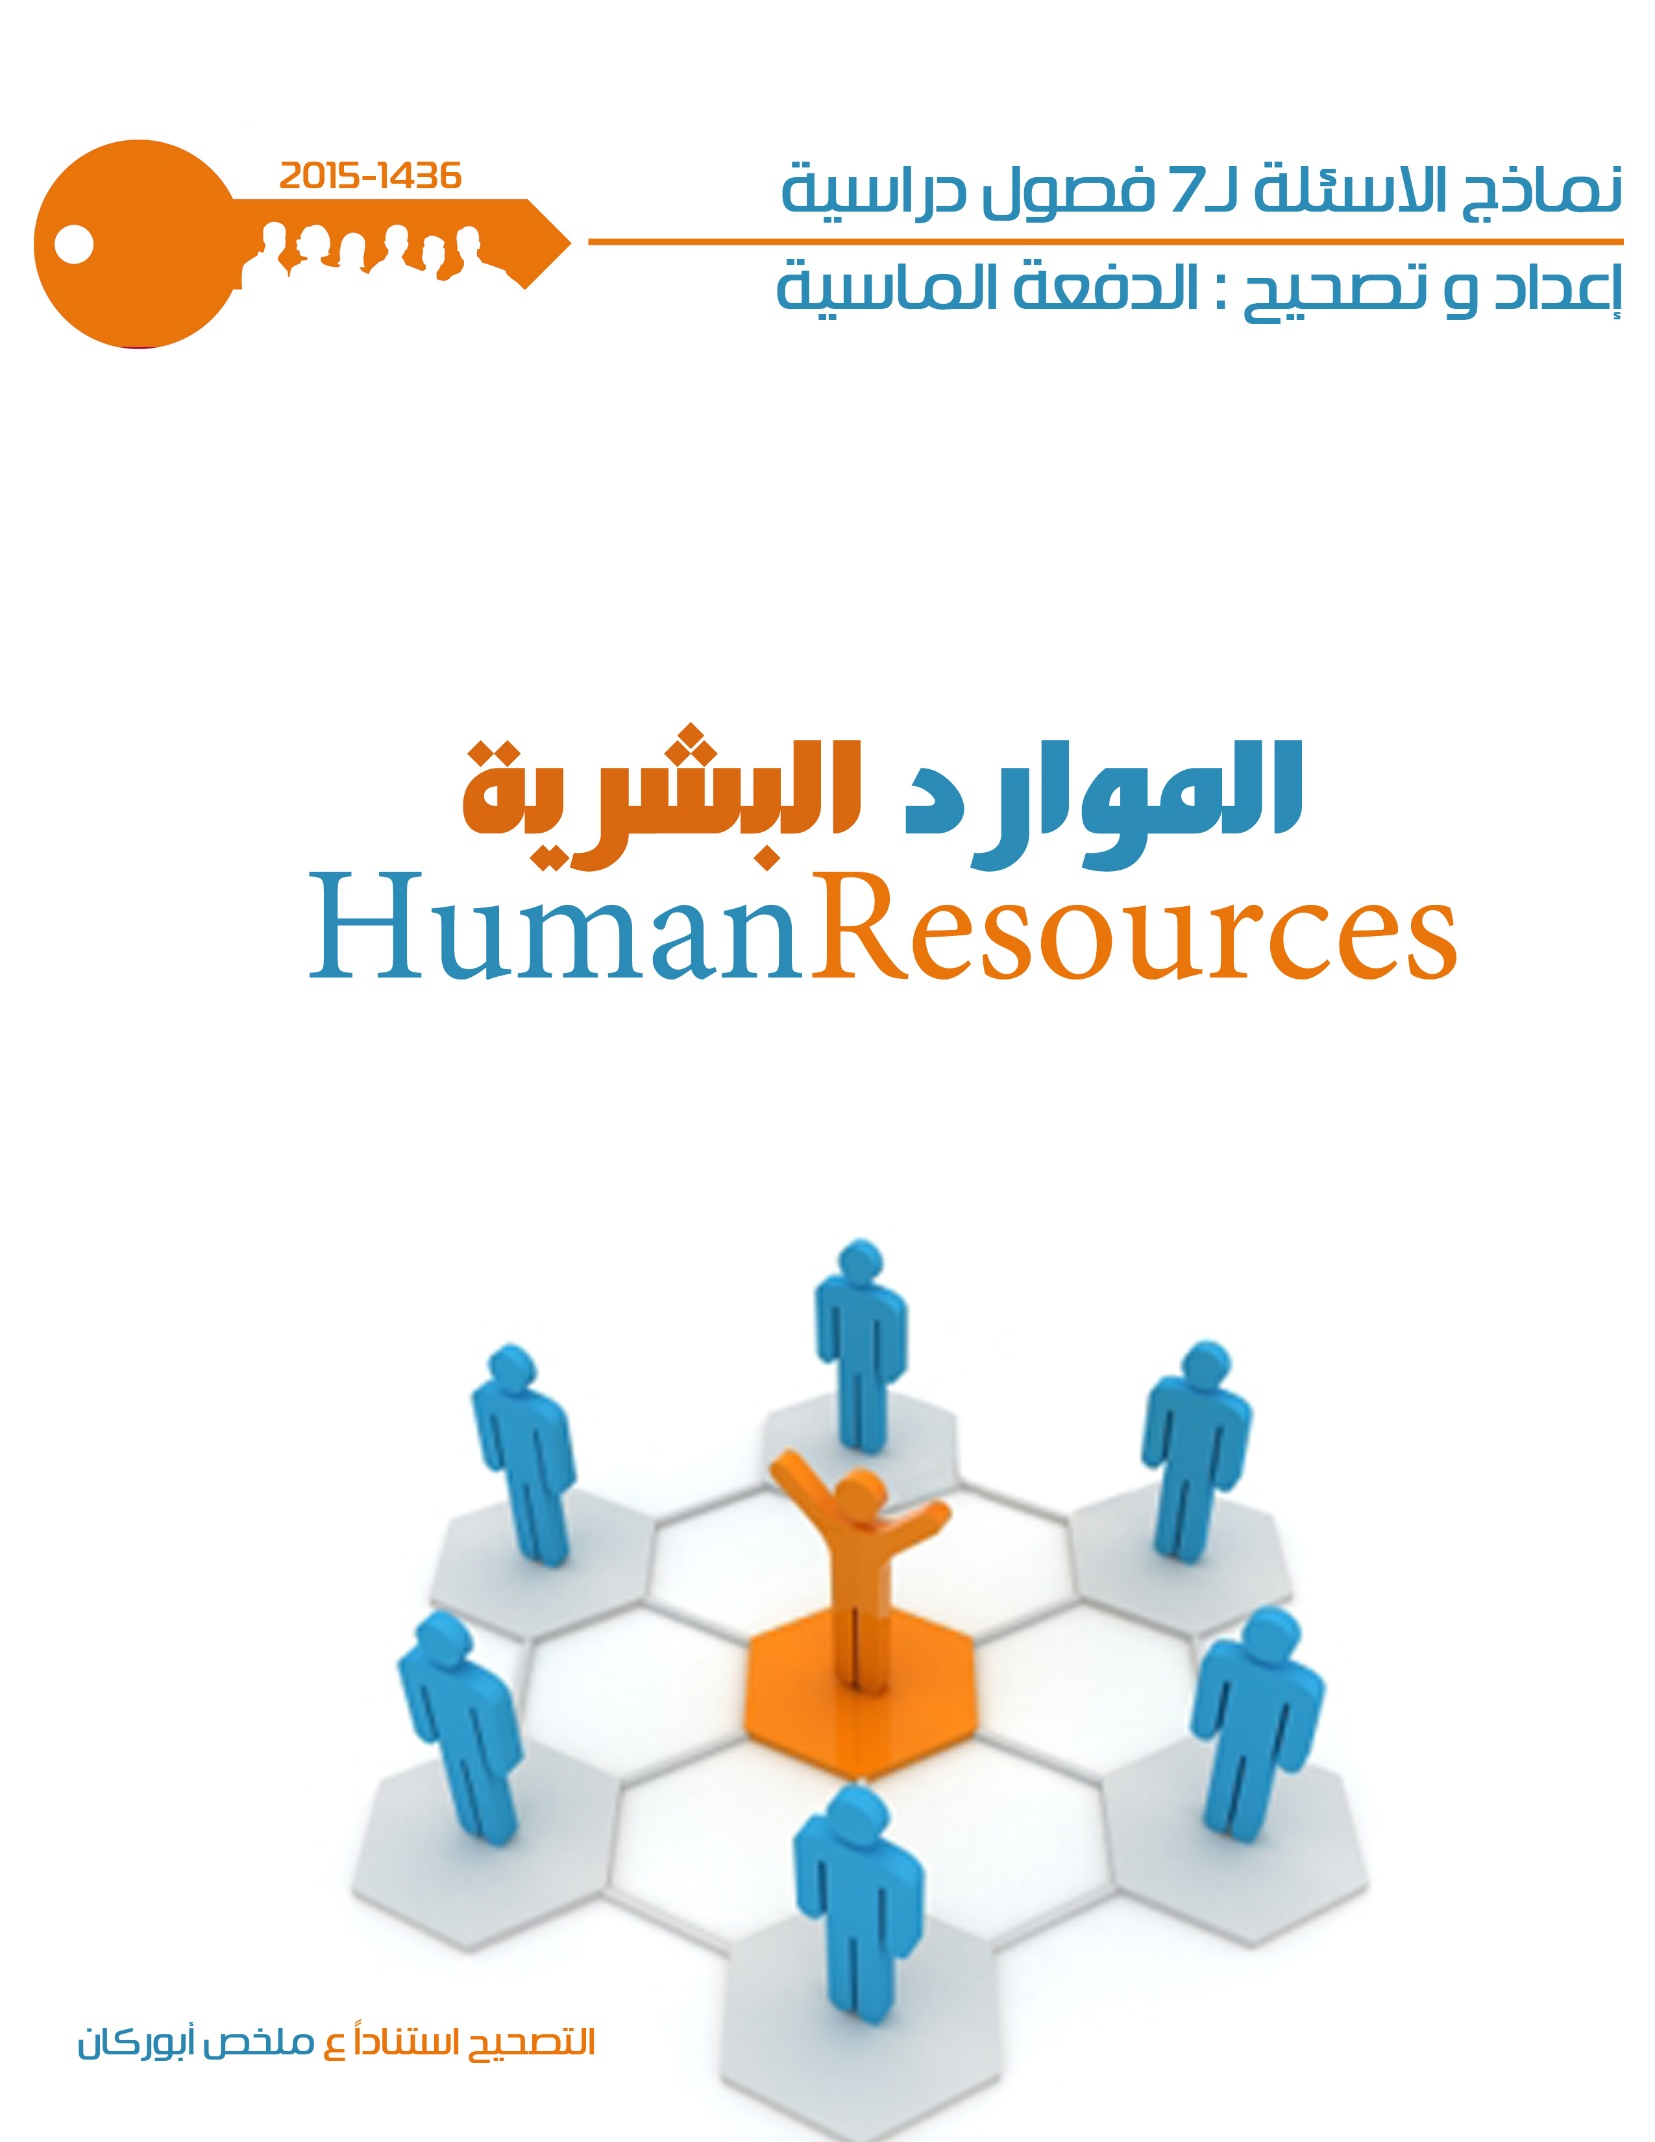 نماذج الاسئلة لـ7 فصول دراسية
2015-1436
إعداد و تصحيح : الدفعة الماسية
الموارد البشرية
HumanResources
التصحيح استناداً ع ملخص أبوركان